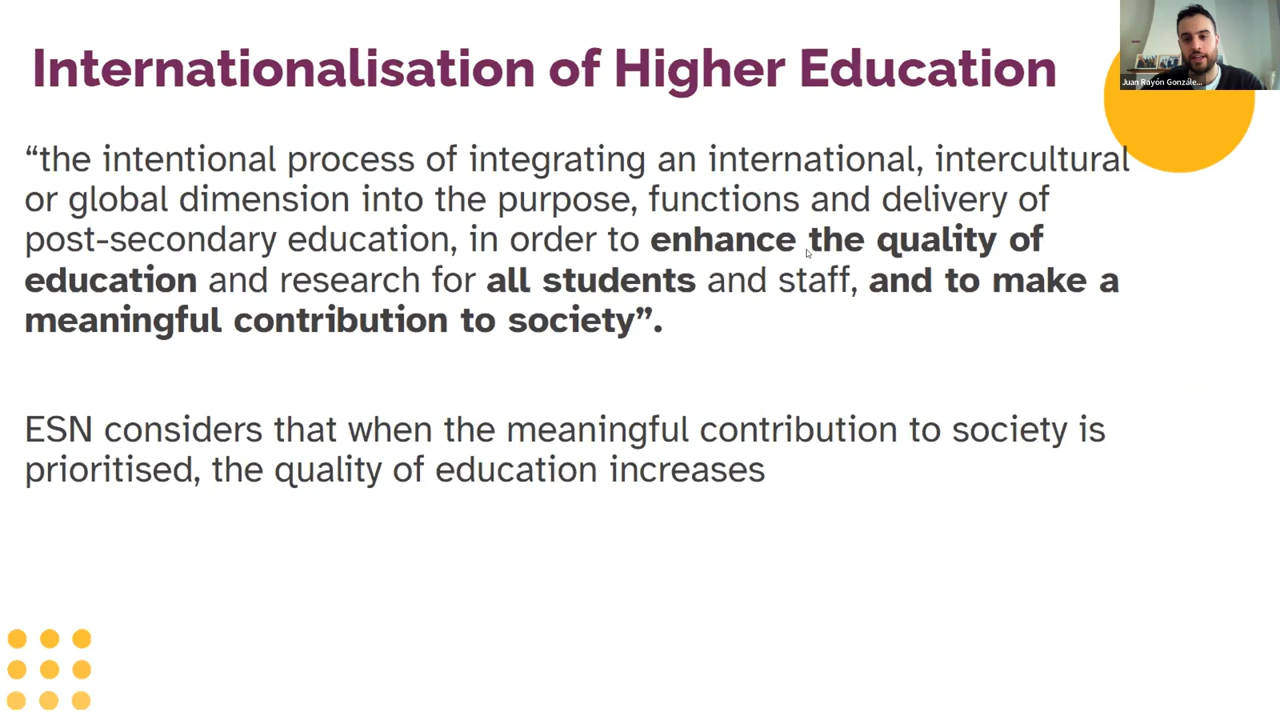 Internationalisation of Higher Education
Juan Rayón Gonzále...
“the intentional process of integrating an international, intercultural
or global dimension into the purpose, functions and delivery of
post-secondary education, in order to enhance the quality of
education and research for all students and staff, and to make a
meaningful contribution to society”.
ESN considers that when the meaningful contribution to society is
prioritised, the quality of education increases